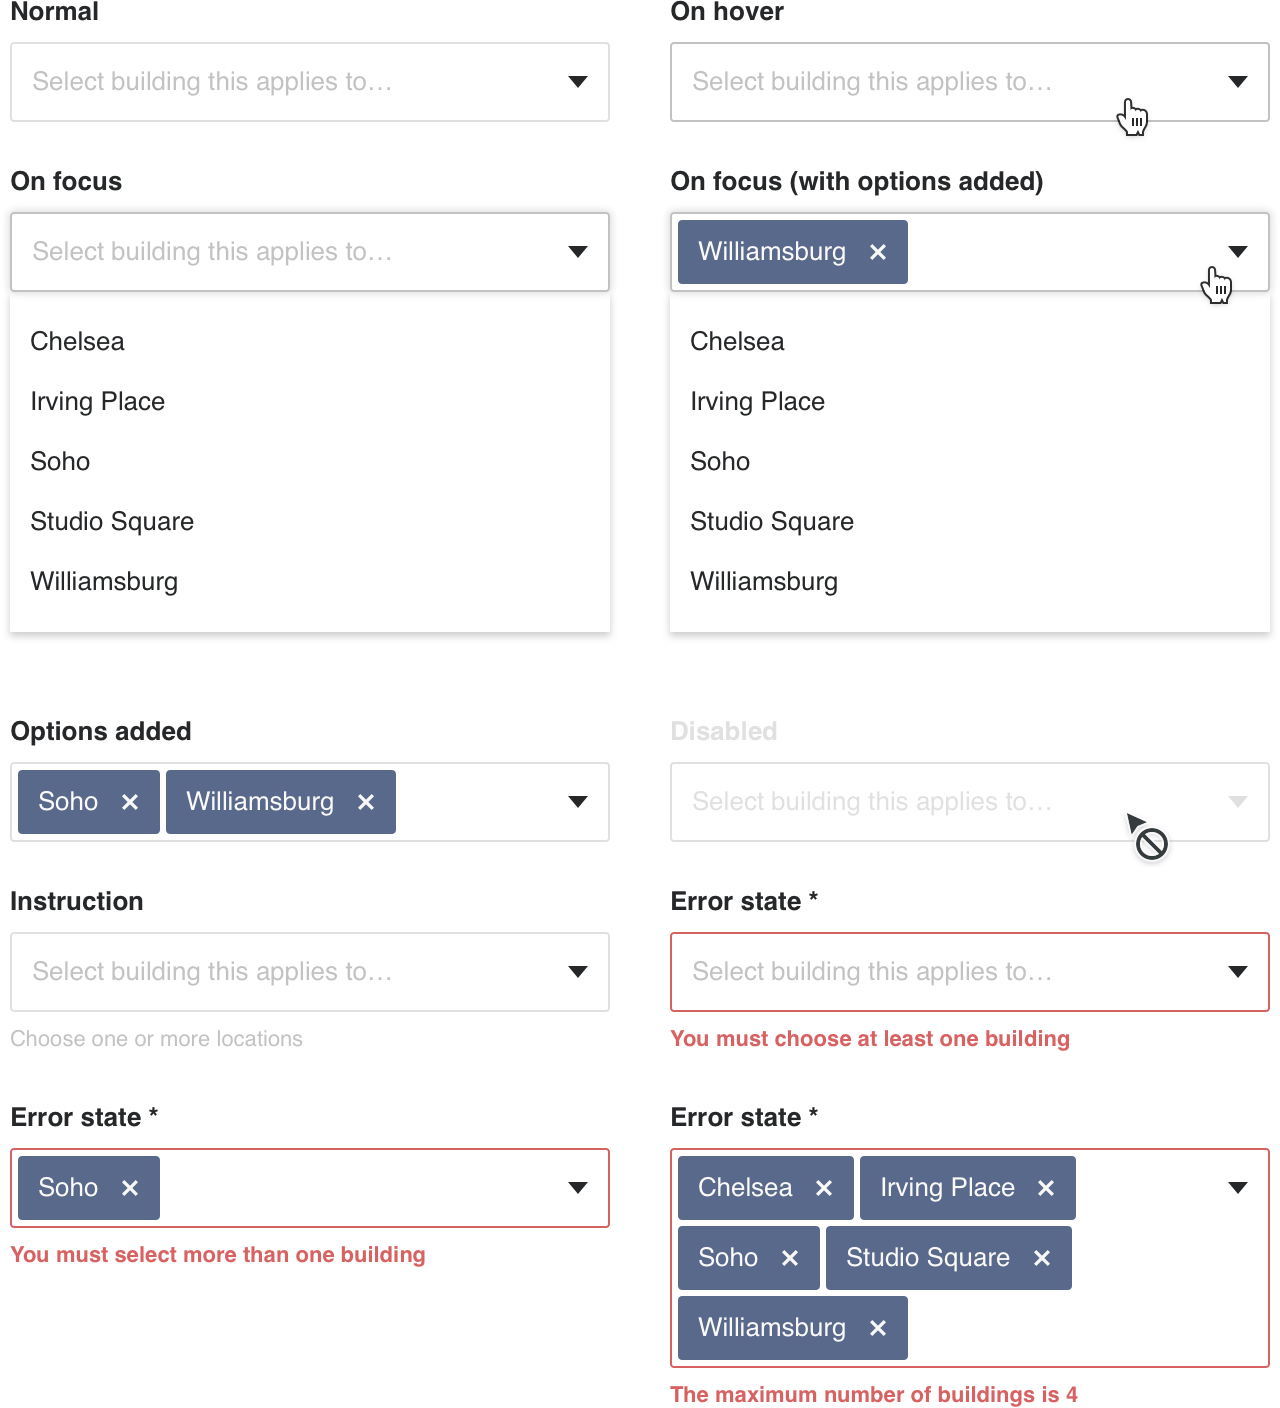 Normal
Select building this applies to…
On hover
Select building this applies to…
On focus
Select building this applies to…
Chelsea
Irving Place
Soho
Studio Square
Williamsburg
On focus (with options added)
Williamsburg ×
Chelsea
Irving Place
Soho
Studio Square
Williamsburg
Options added
Soho × Williamsburg ×
Disabled
Select building this applies to…
Instruction
Select building this applies to…
Choose one or more locations
Error state *
Select building this applies to…
You must choose at least one building
Error state *
Soho ×
You must select more than one building
Error state *
Chelsea × Irving Place ×
Soho × Studio Square ×
Williamsburg ×
The maximum number of buildings is 4